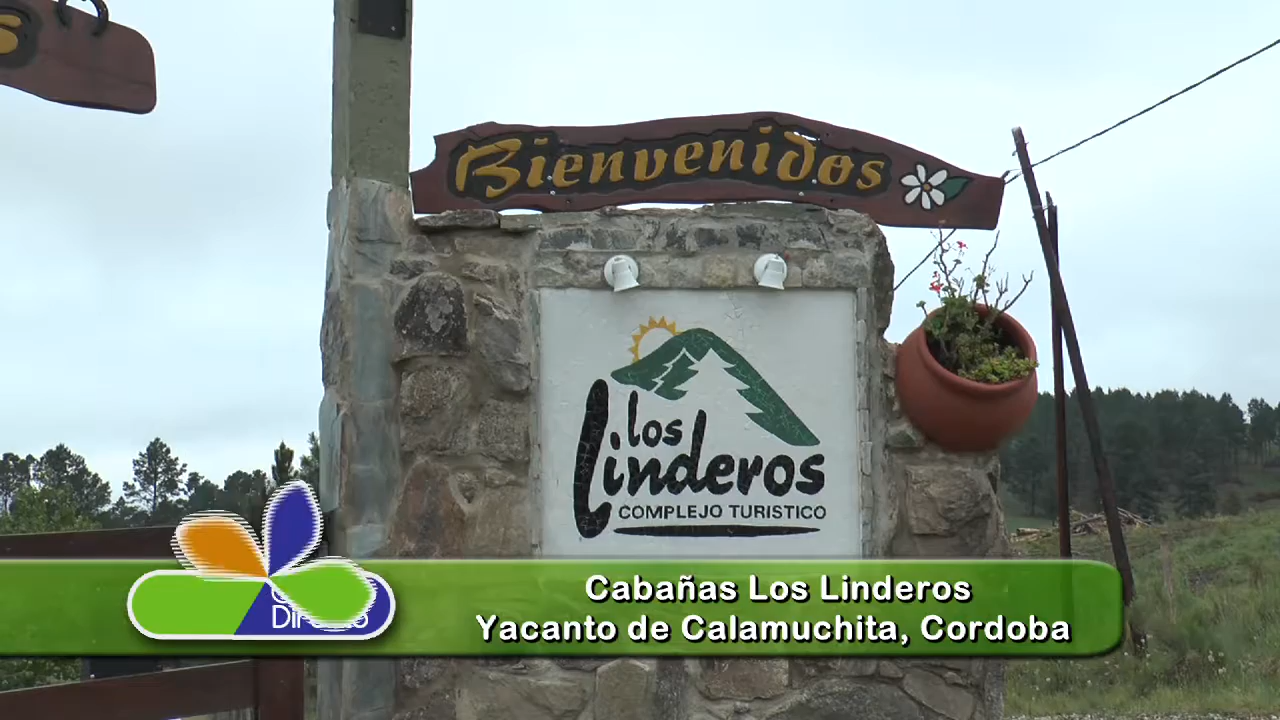 Bienvenidos
los
Linderos
COMPLEJO TURISTICO
Cabañas Los Linderos
Yacanto de Calamuchita, Cordoba